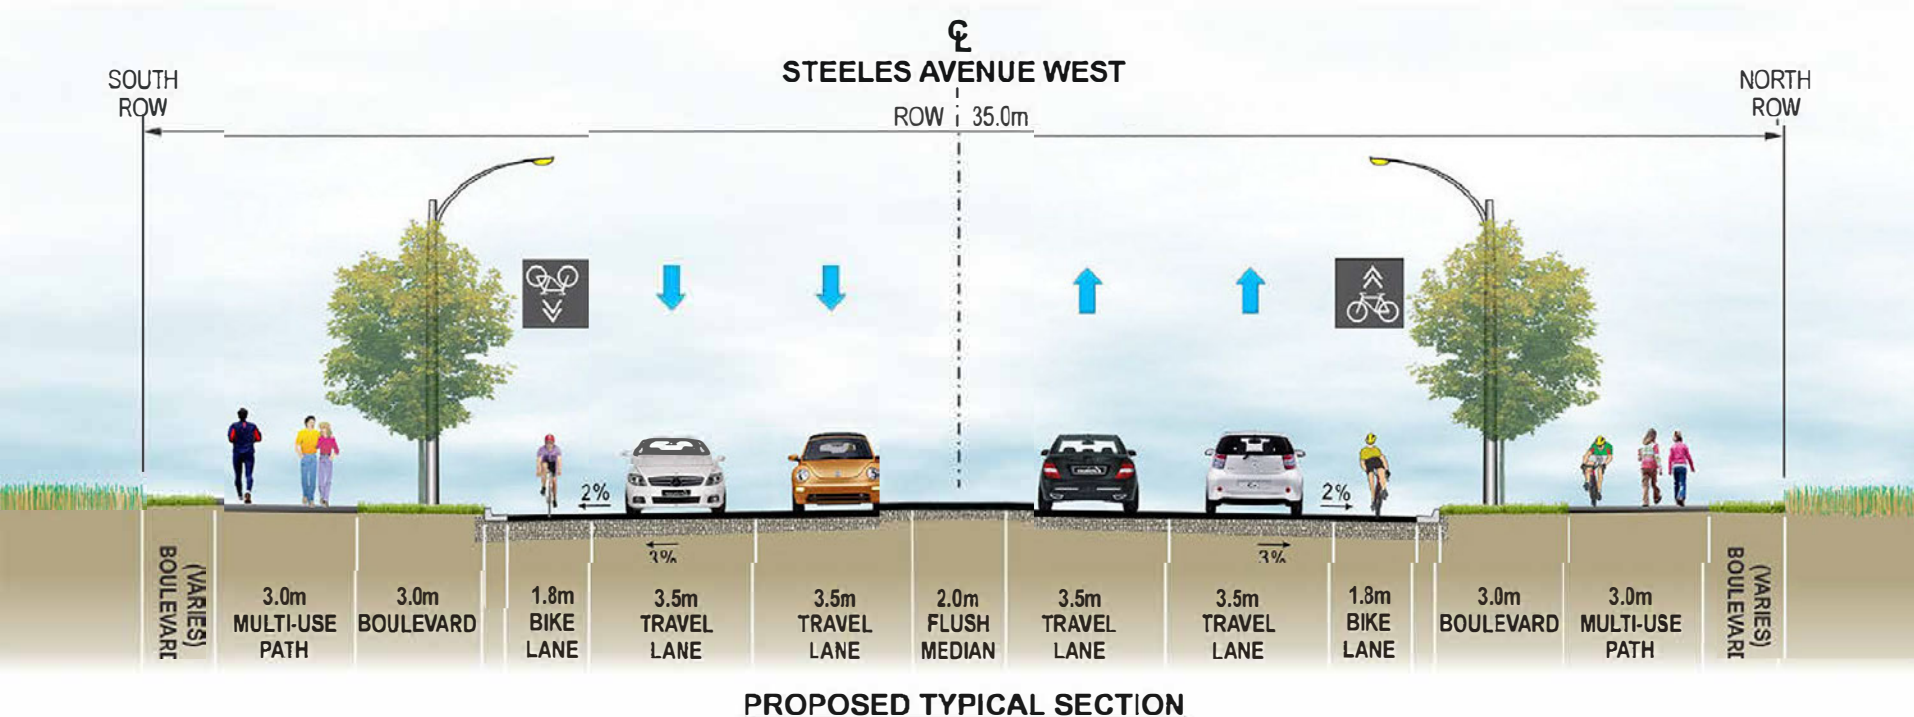 ℄
STEELES AVENUE WEST
SOUTH
ROW
NORTH
ROW
ROW 35.0m
2%
2%
3%
3%
BOULEVARD
(VARIES)
3.0m
MULTI-USE
PATH
3.0m
BOULEVARD
1.8m
BIKE
LANE
3.5m
TRAVEL
LANE
3.5m
TRAVEL
LANE
2.0m
FLUSH
MEDIAN
3.5m
TRAVEL
LANE
3.5m
TRAVEL
LANE
1.8m
BIKE
LANE
3.0m
BOULEVARD
3.0m
MULTI-USE
PATH
BOULEVARD
(VARIES)
PROPOSED TYPICAL SECTION